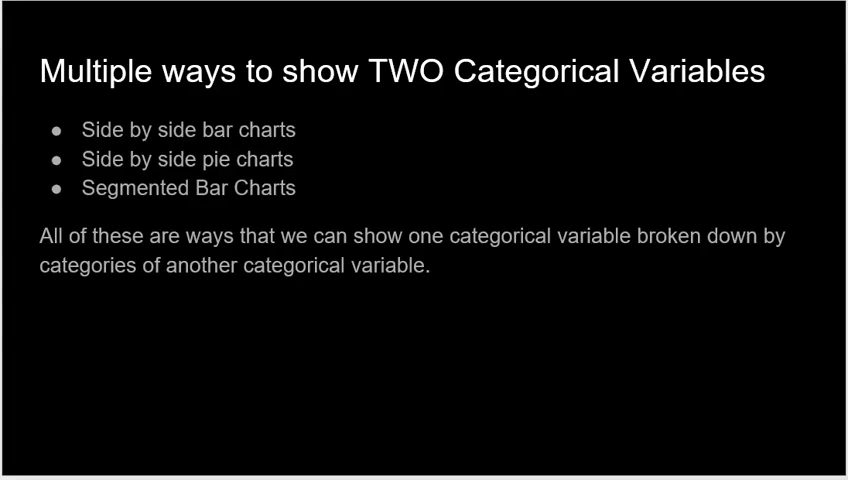 Multiple ways to show TWO Categorical Variables
● Side by side bar charts
● Side by side pie charts
● Segmented Bar Charts
All of these are ways that we can show one categorical variable broken down by
categories of another categorical variable.